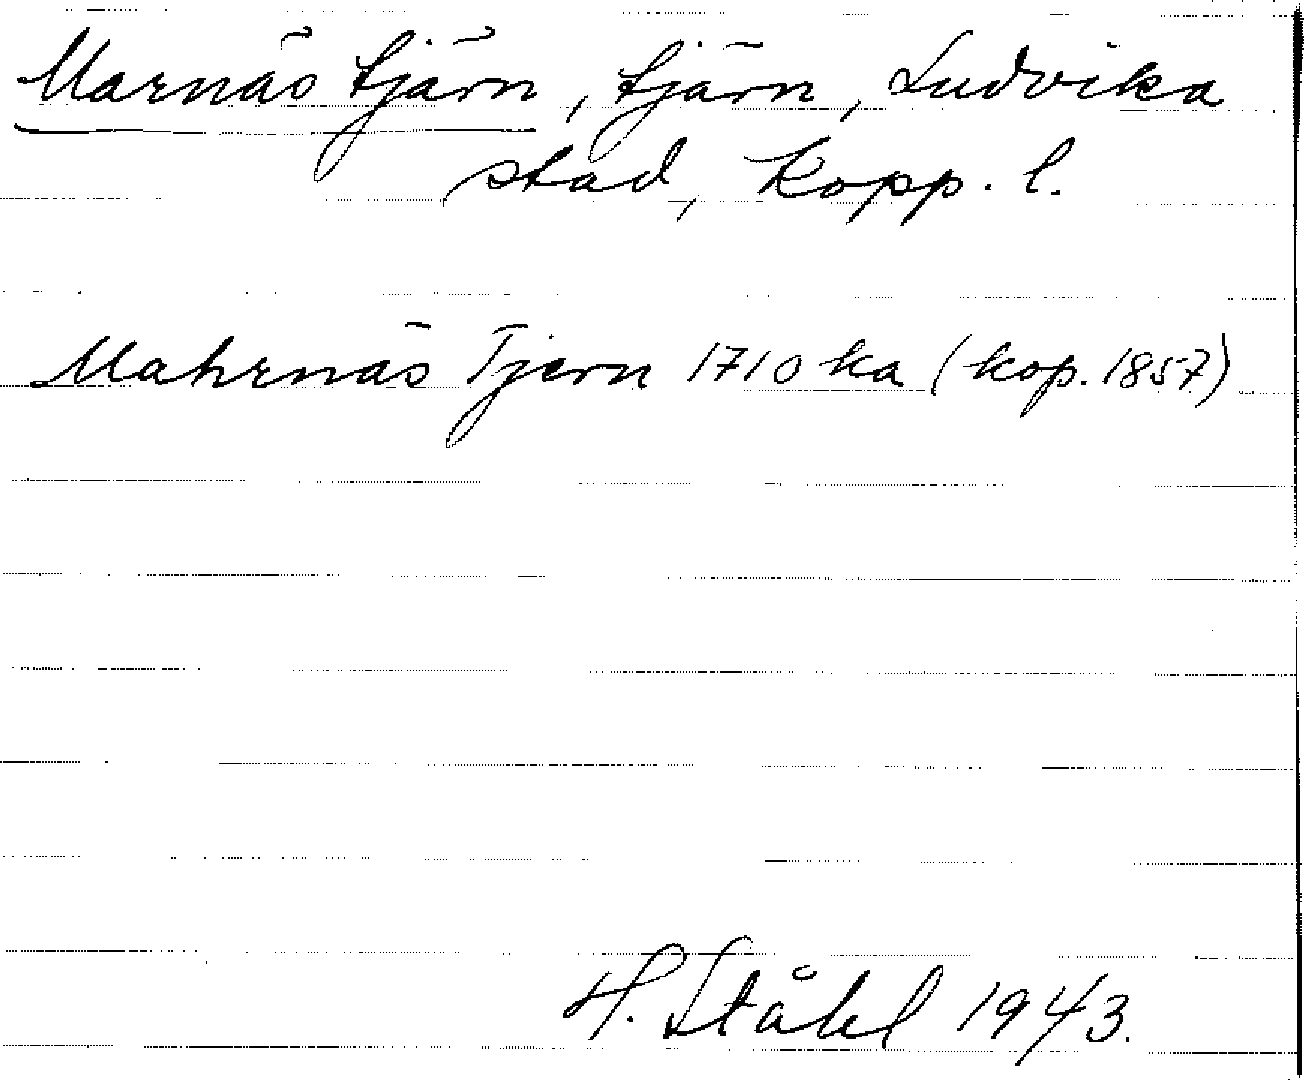 Marnäs tjärn, tjärn, Ludvika
stad, Kopp. l.
Mahrnäs Tjern 1710 ka (kop. 1857)
H. Ståhl 1943.